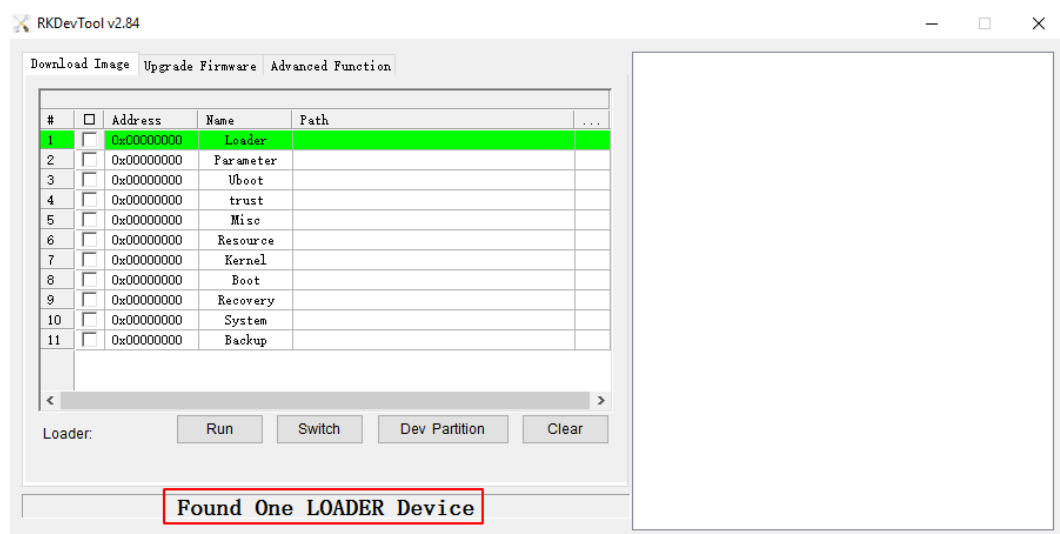 RKDevTool v2.84
Download Image Upgrade Firmware Advanced Function
# Address Name Path ...
1 0x00000000 Loader
2 0x00000000 Parameter
3 0x00000000 Uboot
4 0x00000000 trust
5 0x00000000 Misc
6 0x00000000 Resource
7 0x00000000 Kernel
8 0x00000000 Boot
9 0x00000000 Recovery
10 0x00000000 System
11 0x00000000 Backup
Loader: Run Switch Dev Partition Clear
Found One LOADER Device